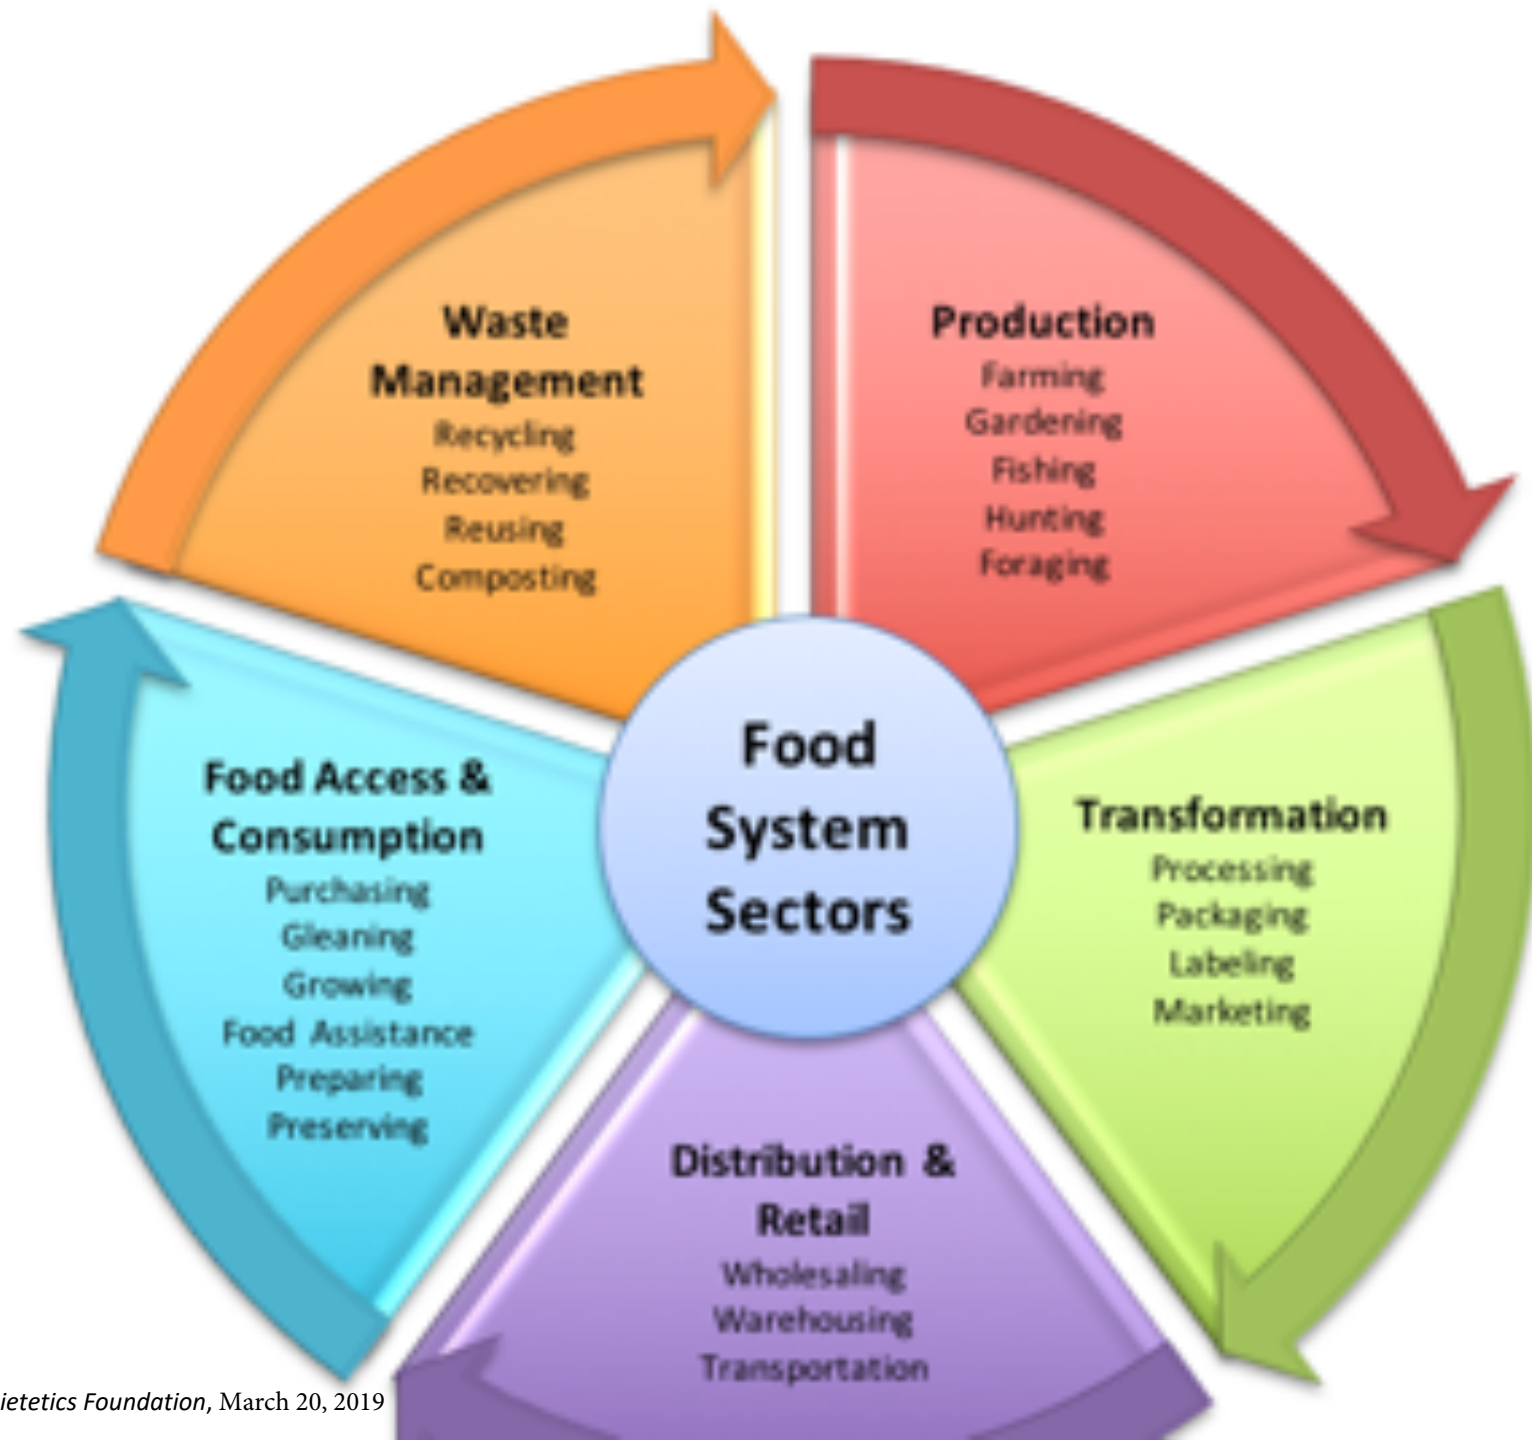 Waste
Management
Recycling
Recovering
Reusing
Composting
Production
Farming
Gardening
Fishing
Hunting
Foraging
Food
System
Sectors
Transformation
Processing
Packaging
Labeling
Marketing
Food Access &
Consumption
Purchasing
Gleaning
Growing
Food Assistance
Preparing
Preserving
Distribution &
Retail
Wholesaling
Warehousing
Transportation
ietetics Foundation, March 20, 2019